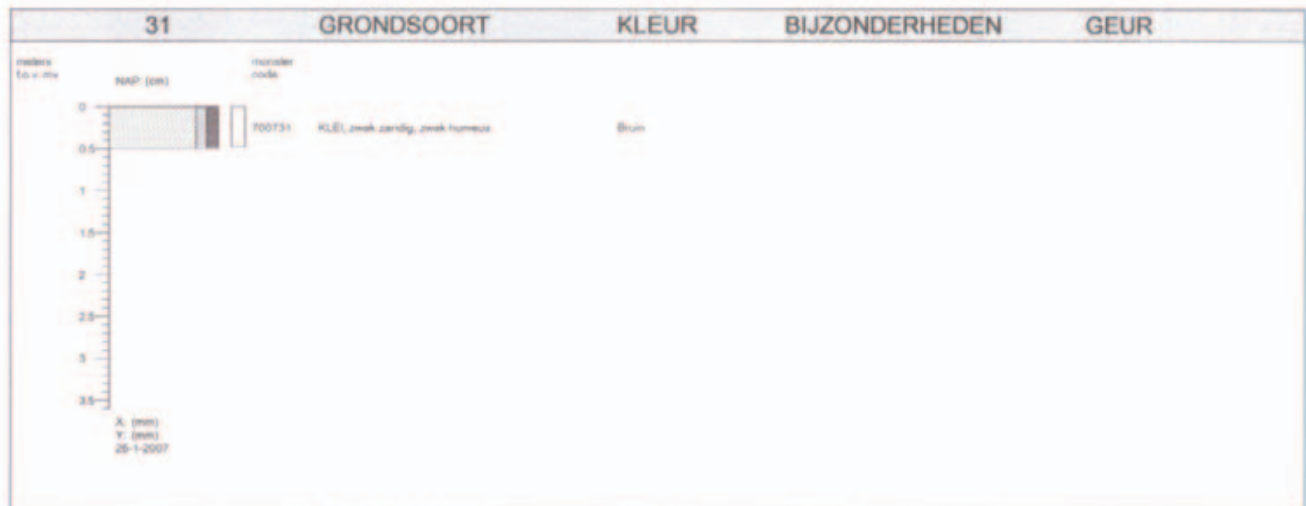 31 GRONDSOORT KLEUR BIJZONDERHEDEN GEUR
meters monster
t.o.v. mv NAP: (cm) code
0
700731 KLEI, zwak zandig, zwak humeus Bruin
0.5
1
1.5
2
2.5
3
3.5
X: (mm)
Y: (mm)
26-1-2007